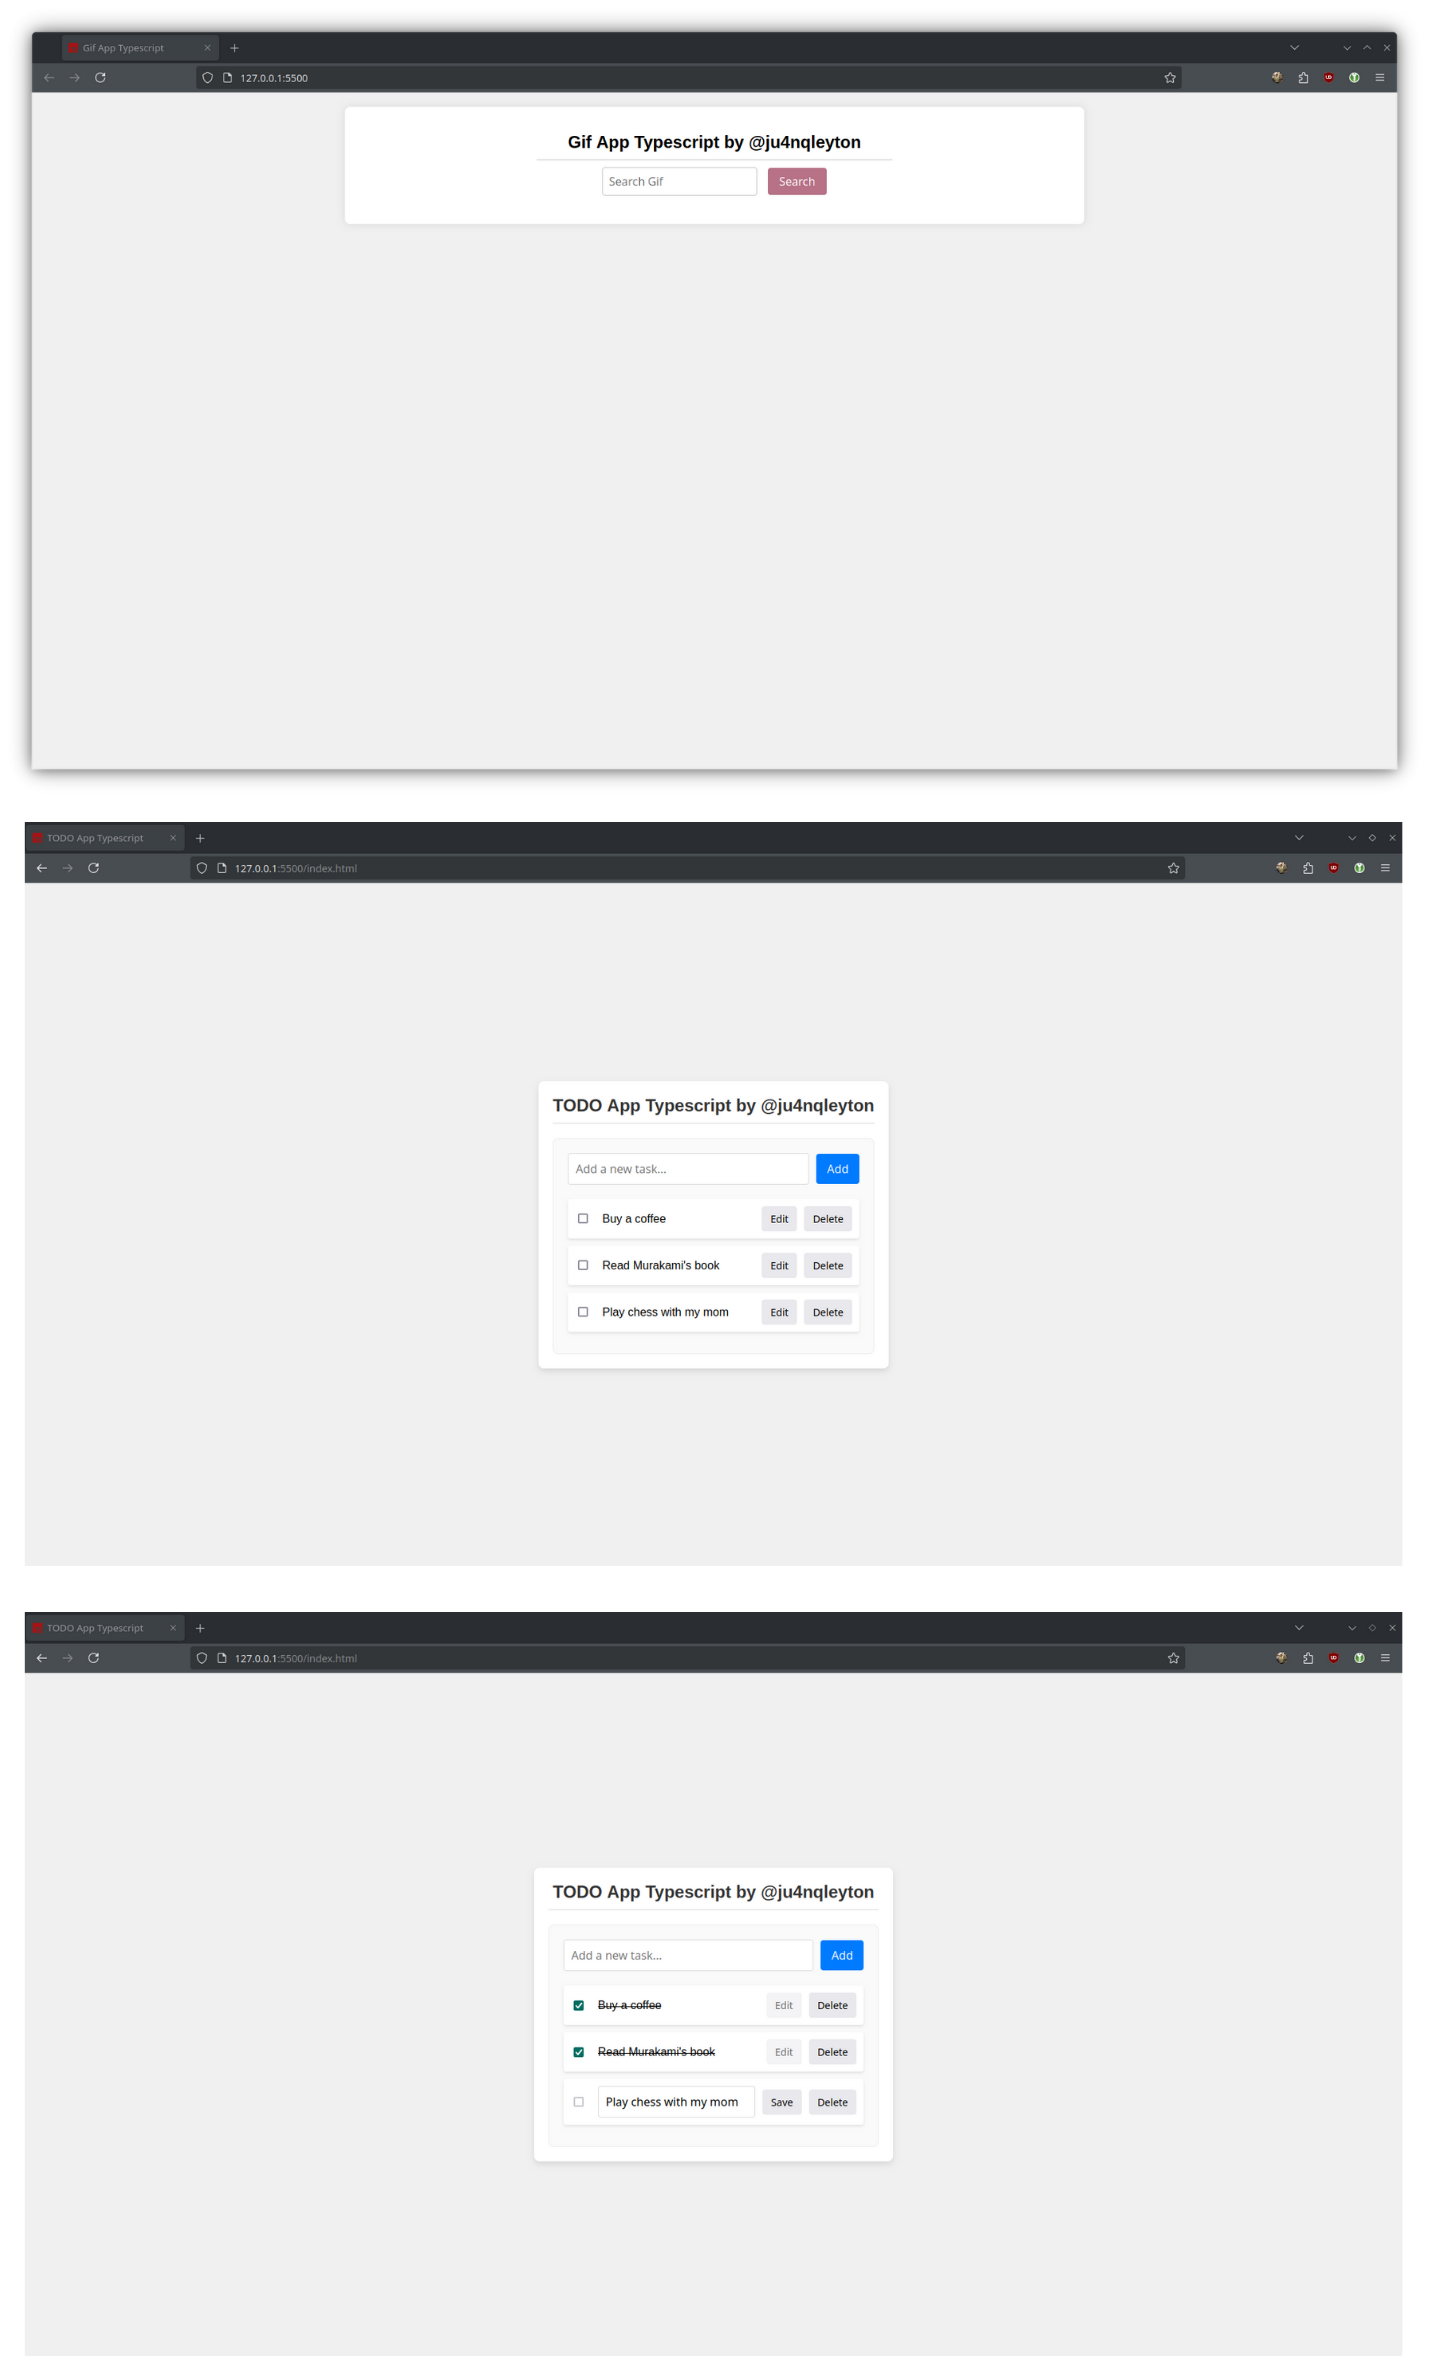 Gif App Typescript
127.0.0.1:5500
Gif App Typescript by @ju4nqleyton
Search Gif Search
TODO App Typescript
127.0.0.1:5500/index.html
TODO App Typescript by @ju4nqleyton
Add a new task... Add
Buy a coffee Edit Delete
Read Murakami's book Edit Delete
Play chess with my mom Edit Delete
TODO App Typescript
127.0.0.1:5500/index.html
TODO App Typescript by @ju4nqleyton
Add a new task... Add
Buy a coffee Edit Delete
Read Murakami's book Edit Delete
Play chess with my mom Save Delete